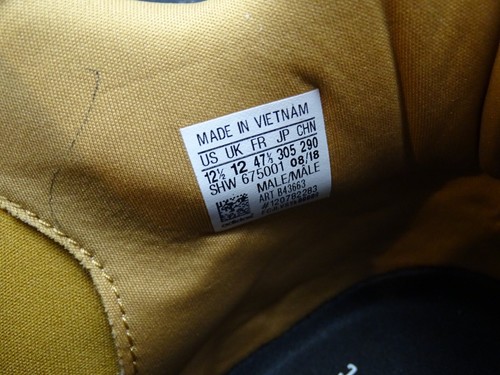 MADE IN VIETNAM
US UK FR JP CHN
12½ 12 47⅓ 305 290
SHW 675001 08/18
MALE/MALE
ART B43663
adidas